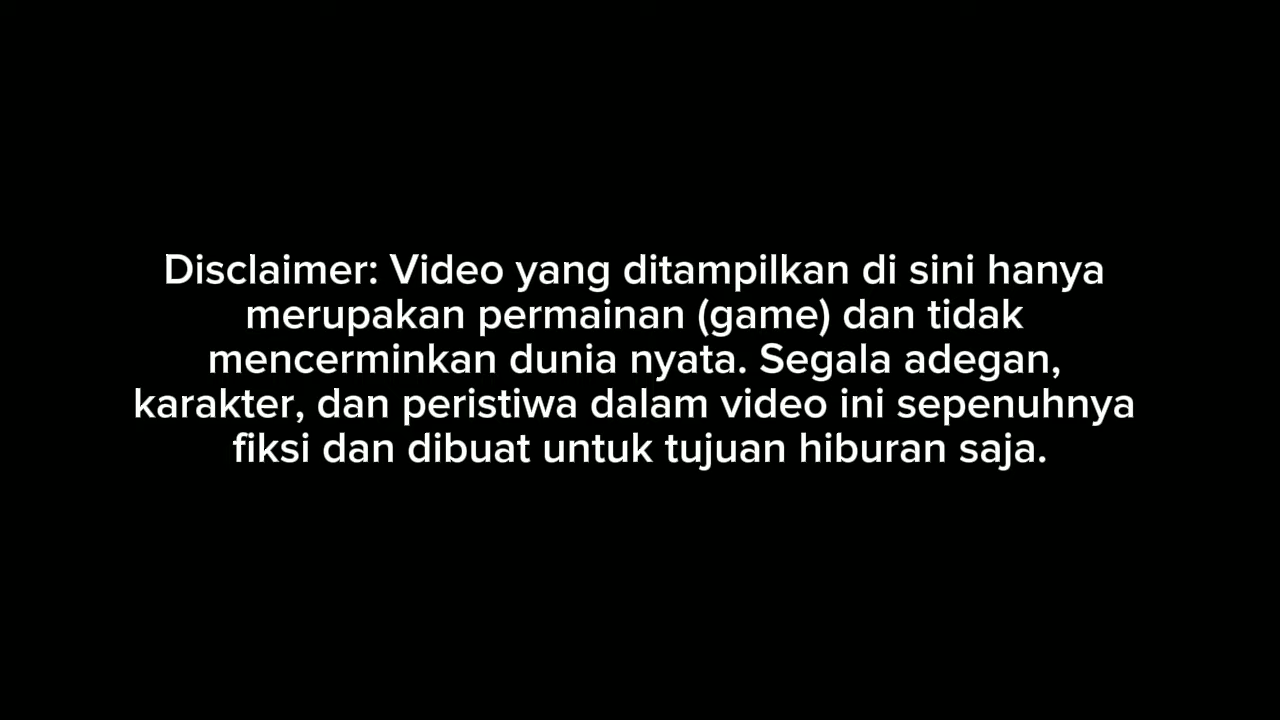 Disclaimer: Video yang ditampilkan di sini hanya
merupakan permainan (game) dan tidak
mencerminkan dunia nyata. Segala adegan,
karakter, dan peristiwa dalam video ini sepenuhnya
fiksi dan dibuat untuk tujuan hiburan saja.